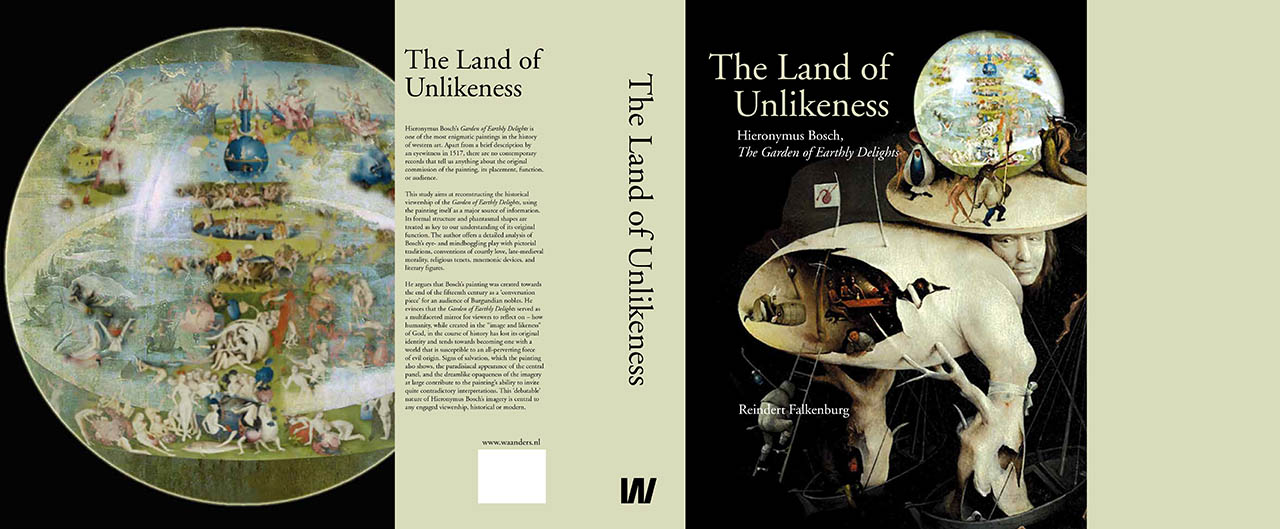 The Land of
Unlikeness
Hieronymus Bosch's Garden of Earthly Delights is
one of the most enigmatic paintings in the history
of western art. Apart from a brief description by
an eyewitness in 1517, there are no contemporary
records that tell us anything about the original
commission of the painting, its placement, function,
or audience.
This study aims at reconstructing the historical
viewership of the Garden of Earthly Delights, using
the painting itself as a major source of information.
Its formal structure and phantasmal shapes are
treated as key to our understanding of its original
function. The author offers a detailed analysis of
Bosch's eye- and mindboggling play with pictorial
traditions, conventions of courtly love, late-medieval
morality, religious tenets, mnemonic devices, and
literary figures.
He argues that Bosch's painting was created towards
the end of the fifteenth century as a 'conversation
piece' for an audience of Burgundian nobles. He
evinces that the Garden of Earthly Delights served as
a multifaceted mirror for viewers to reflect on – how
humanity, while created in the "image and likeness"
of God, in the course of history has lost its original
identity and tends towards becoming one with a
world that is susceptible to an all-perverting force
of evil origin. Signs of salvation, which the painting
also shows, the paradisiacal appearance of the central
panel, and the dreamlike opaqueness of the imagery
at large contribute to the painting's ability to invite
quite contradictory interpretations. This 'debatable'
nature of Hieronymus Bosch's imagery is central to
any engaged viewership, historical or modern.
www.waanders.nl
The Land of Unlikeness
W
The Land of
Unlikeness
Hieronymus Bosch,
The Garden of Earthly Delights
Reindert Falkenburg